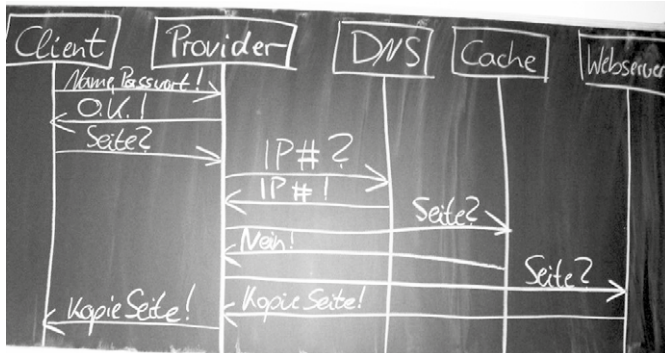 Client Provider DNS Cache Webserver
Name, Passwort!
O.K.!
Seite?
IP#?
IP#!
Seite?
Nein!
Seite?
Kopie Seite!
Kopie Seite!